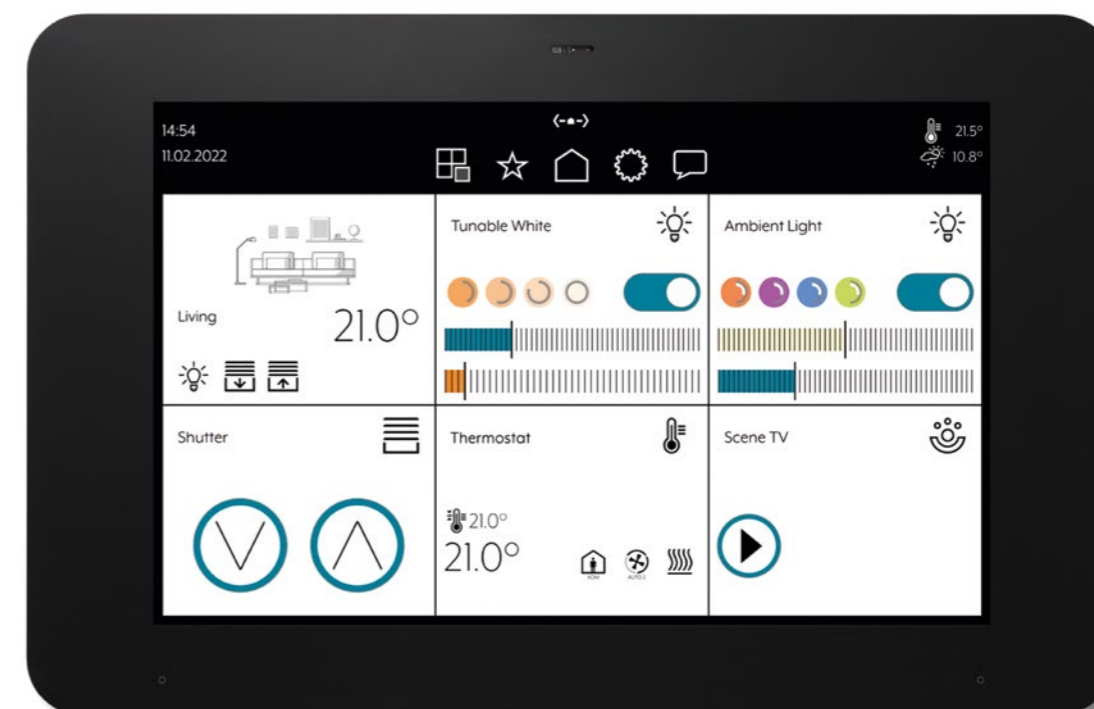 14:54
11.02.2022
21.5°
10.8°
Living
21.0°
Tunable White
Ambient Light
Shutter
Thermostat
21.0°
21.0°
Scene TV